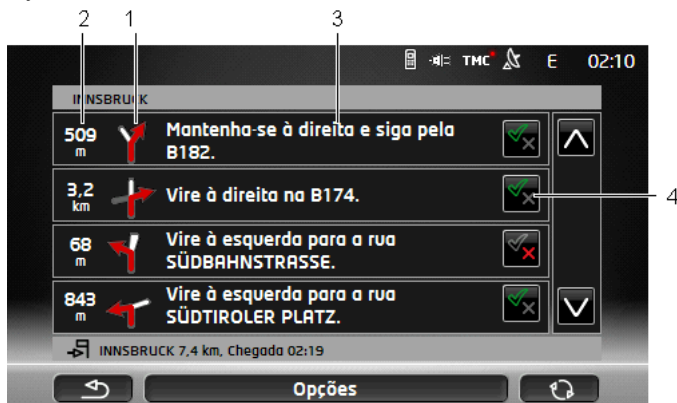 2 1 3
TMC E 02:10
INNSBRUCK
509 m
Mantenha-se à direita e siga pela
B182.
3,2 km
Vire à direita na B174.
4
68 m
Vire à esquerda para a rua
SÜDBAHNSTRASSE.
843 m
Vire à esquerda para a rua
SÜDTIROLER PLATZ.
INNSBRUCK 7,4 km, Chegada 02:19
Opções